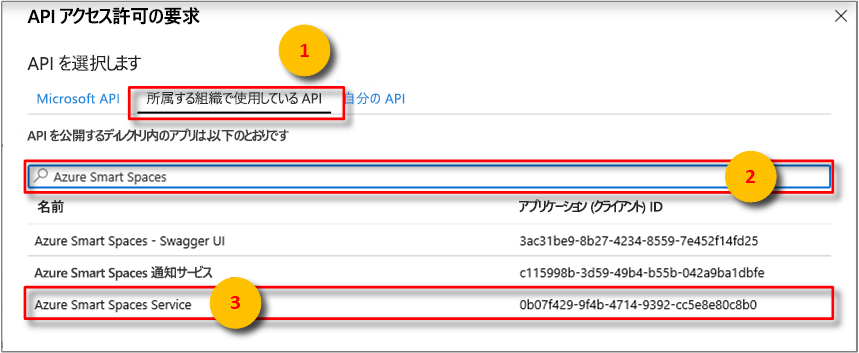 API アクセス許可の要求
1
API を選択します
Microsoft API 所属する組織で使用している API 自分の API
API を公開するディレクトリ内のアプリは、以下のとおりです
Azure Smart Spaces 2
名前 アプリケーション (クライアント) ID
Azure Smart Spaces - Swagger UI 3ac31be9-8b27-4234-8559-7e452f14fd25
Azure Smart Spaces 通知サービス c115998b-3d59-49b4-b55b-042a9ba1dbfe
Azure Smart Spaces Service 3 0b07f429-9f4b-4714-9392-cc5e8e80c8b0